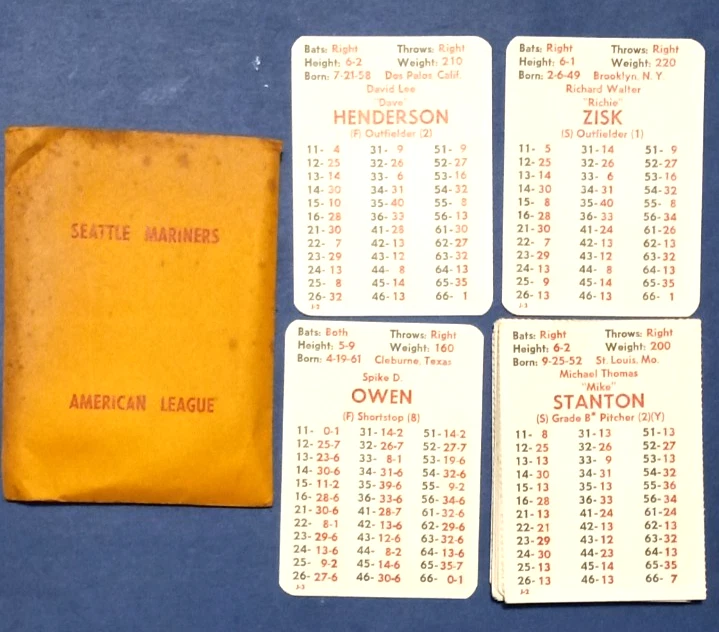 SEATTLE MARINERS
AMERICAN LEAGUE
Bats: Right Throws: Right
Height: 6-2 Weight: 210
Born: 7-21-58 Dos Palos, Calif.
David Lee
"Dave"
HENDERSON
(F) Outfielder (2)
11- 4 31- 9 51- 9
12-25 32-26 52-27
13-14 33- 6 53-16
14-30 34-31 54-32
15-10 35-40 55- 8
16-28 36-33 56-13
21-30 41-28 61-30
22- 7 42-13 62-27
23-29 43-12 63-32
24-13 44- 8 64-13
25- 8 45-14 65-35
26-32 46-13 66- 1
J-3
Bats: Right Throws: Right
Height: 6-1 Weight: 220
Born: 2-6-49 Brooklyn, N. Y
Richard Walter
"Richie"
ZISK
(S) Outfielder (1)
11- 5 31-14 51- 9
12-25 32-26 52-27
13-14 33- 6 53-16
14-30 34-31 54-32
15- 8 35-40 55- 8
16-28 36-33 56-34
21-30 41-24 61-26
22- 7 42-13 62-13
23-29 43-12 63-32
24-13 44- 8 64-13
25- 9 45-14 65-35
26-13 46-13 66- 1
J-3
Bats: Both Throws: Right
Height: 5-9 Weight: 160
Born: 4-19-61 Cleburne, Texas
Spike D.
OWEN
(F) Shortstop (8)
11- 0-1 31-14-2 51-14-2
12-25-7 32-26-7 52-27-7
13-23-6 33- 8-1 53-19-6
14-30-6 34-31-6 54-32-6
15-11-2 35-39-6 55- 9-2
16-28-6 36-33-6 56-34-6
21-30-6 41-28-7 61-32-6
22- 8-1 42-13-6 62-29-6
23-29-6 43-12-6 63-32-6
24-13-6 44- 8-2 64-13-6
25- 9-2 45-14-6 65-35-7
26-27-6 46-30-6 66- 0-1
J-3
Bats: Right Throws: Right
Height: 6-2 Weight: 200
Born: 9-25-52 St. Louis, Mo.
Michael Thomas
"Mike"
STANTON
(S) Grade B* Pitcher (2)(Y)
11- 8 31-13 51-13
12-25 32-26 52-27
13-13 33- 9 53-13
14-30 34-31 54-32
15-13 35-13 55-36
16-28 36-33 56-34
21-13 41-24 61-24
22-21 42-13 62-13
23-29 43-12 63-32
24-30 44-23 64-13
25-13 45-14 65-35
26-13 46-13 66- 7
J-2